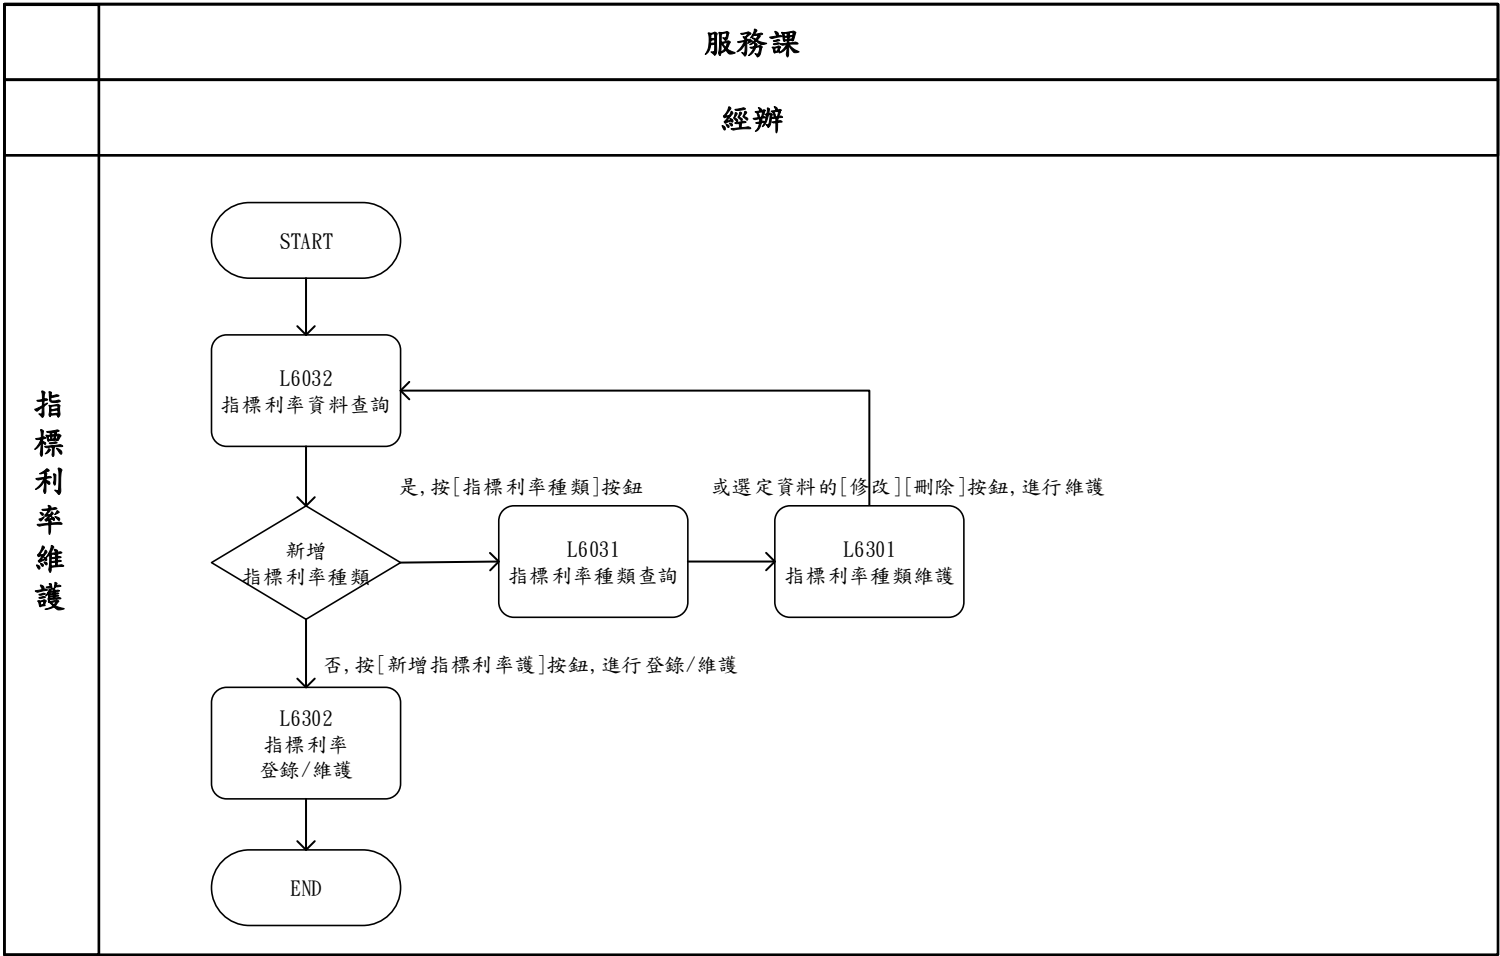 服務課
經辦
指標利率維護
START
L6032
指標利率資料查詢
是,按[指標利率種類]按鈕
或選定資料的[修改][刪除]按鈕,進行維護
新增
指標利率種類
L6031
指標利率種類查詢
L6301
指標利率種類維護
否,按[新增指標利率護]按鈕,進行登錄/維護
L6302
指標利率
登錄/維護
END